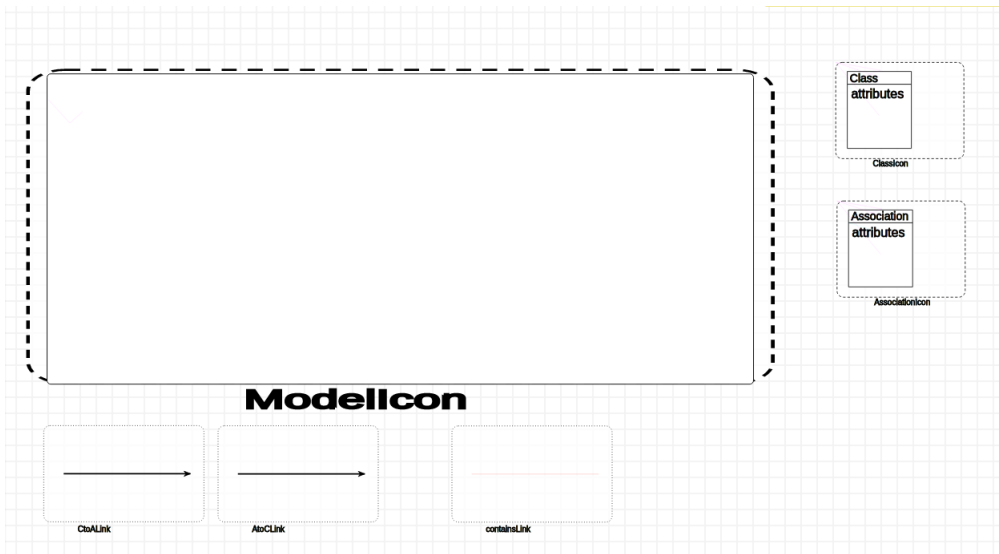 Class
attributes
ClassIcon
Association
attributes
AssociationIcon
ModelIcon
CtoALink
AtoCLink
containsLink